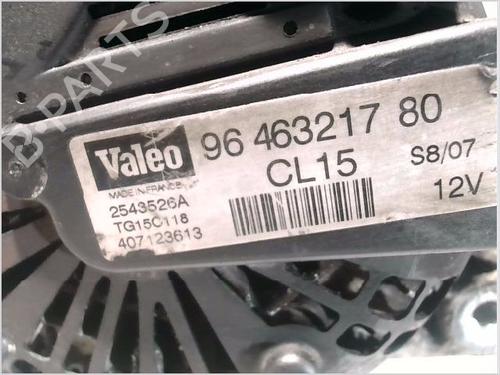 Valeo
96 463217 80
CL15
S8/07
12V
MADE IN FRANCE
2543526A
TG15C118
407123613
B-PARTS